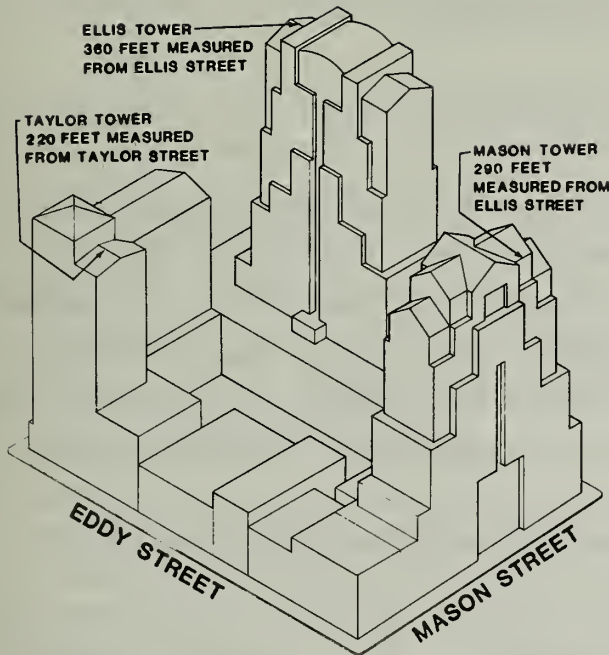 ELLIS TOWER
360 FEET MEASURED
FROM ELLIS STREET
TAYLOR TOWER
220 FEET MEASURED
FROM TAYLOR STREET
MASON TOWER
290 FEET
MEASURED FROM
ELLIS STREET
EDDY STREET
MASON STREET